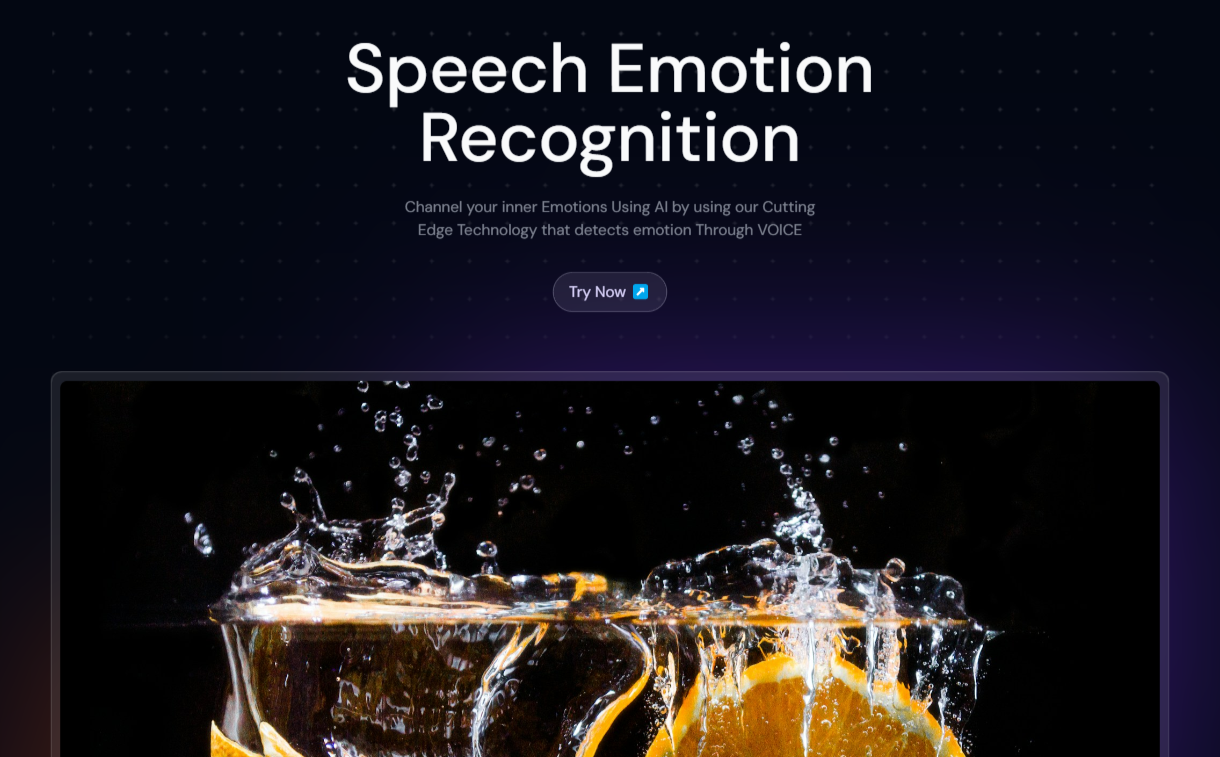 Speech Emotion
Recognition
Channel your inner Emotions Using AI by using our Cutting
Edge Technology that detects emotion Through VOICE
Try Now ↗